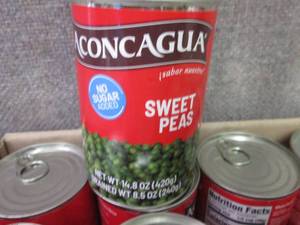 ACONCAGUA
¡sabor nuestro!
NO
SUGAR
ADDED
SWEET
PEAS
NET WT 14.8 OZ (420g)
DRAINED WT 8.5 OZ (240g)
Nutrition Facts